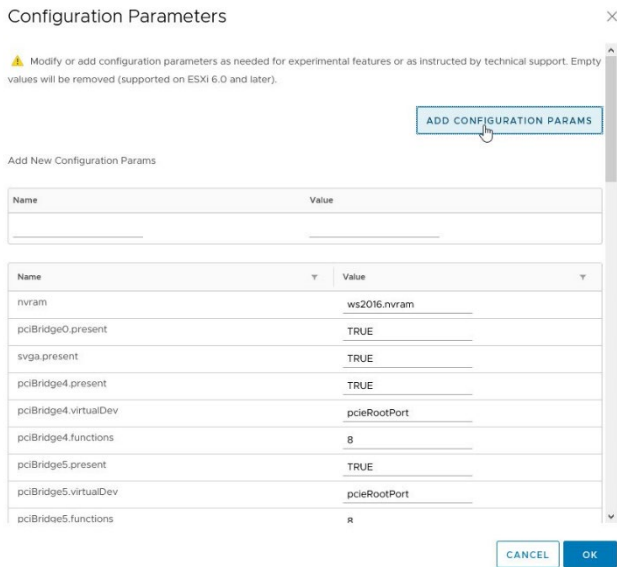 Configuration Parameters
Modify or add configuration parameters as needed for experimental features or as instructed by technical support. Empty
values will be removed (supported on ESXi 6.0 and later).
ADD CONFIGURATION PARAMS
Add New Configuration Params
Name Value
Name Value
nvram ws2016.nvram
pciBridge0.present TRUE
svga.present TRUE
pciBridge4.present TRUE
pciBridge4.virtualDev pcieRootPort
pciBridge4.functions 8
pciBridge5.present TRUE
pciBridge5.virtualDev pcieRootPort
pciBridge5.functions 8
CANCEL OK